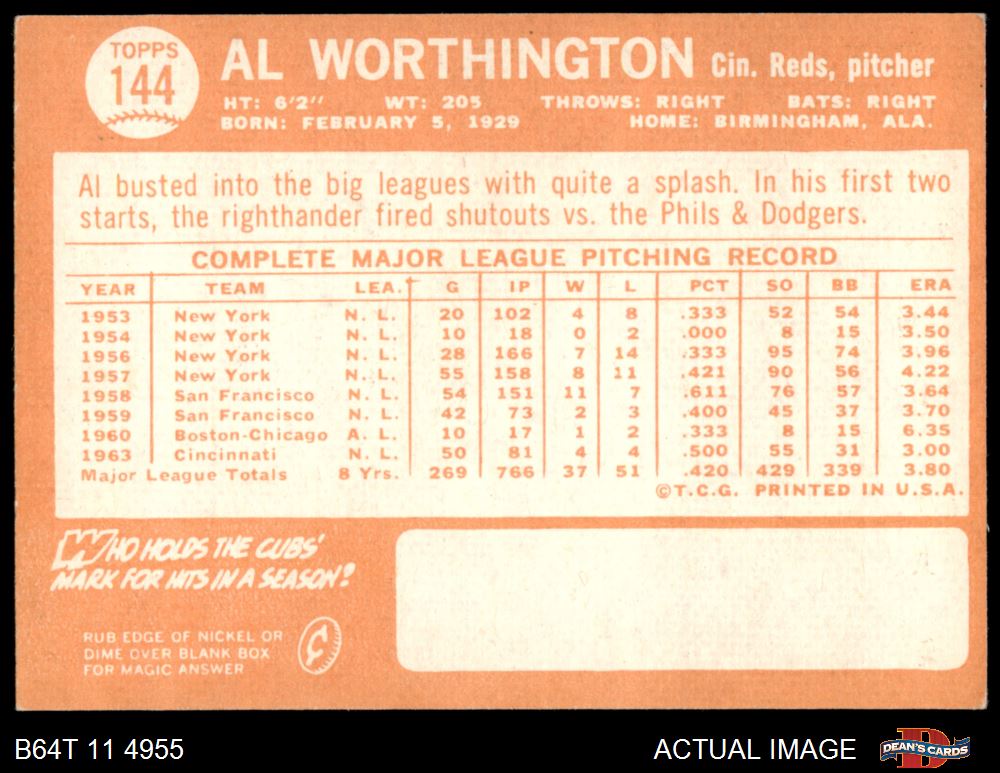 TOPPS
144
AL WORTHINGTON Cin. Reds, pitcher
HT: 6'2" WT: 205 THROWS: RIGHT BATS: RIGHT
BORN: FEBRUARY 5, 1929 HOME: BIRMINGHAM, ALA.
Al busted into the big leagues with quite a splash. In his first two
starts, the righthander fired shutouts vs. the Phils & Dodgers.
COMPLETE MAJOR LEAGUE PITCHING RECORD
YEAR TEAM LEA. G IP W L PCT SO BB ERA
1953 New York N. L. 20 102 4 8 .333 52 54 3.44
1954 New York N. L. 10 18 0 2 .000 8 15 3.50
1956 New York N. L. 28 166 7 14 .333 95 74 3.96
1957 New York N. L. 55 158 8 11 .421 90 56 4.22
1958 San Francisco N. L. 54 151 11 7 .611 76 57 3.64
1959 San Francisco N. L. 42 73 2 3 .400 45 37 3.70
1960 Boston-Chicago A. L. 10 17 1 2 .333 8 15 6.35
1963 Cincinnati N. L. 50 81 4 4 .500 55 31 3.00
Major League Totals 8 Yrs. 269 766 37 51 .420 429 339 3.80
©T.C.G. PRINTED IN U.S.A.
WHO HOLDS THE CUBS'
MARK FOR HITS IN A SEASON?
RUB EDGE OF NICKEL OR
DIME OVER BLANK BOX
FOR MAGIC ANSWER
B64T 11 4955 ACTUAL IMAGE DEAN'S CARDS